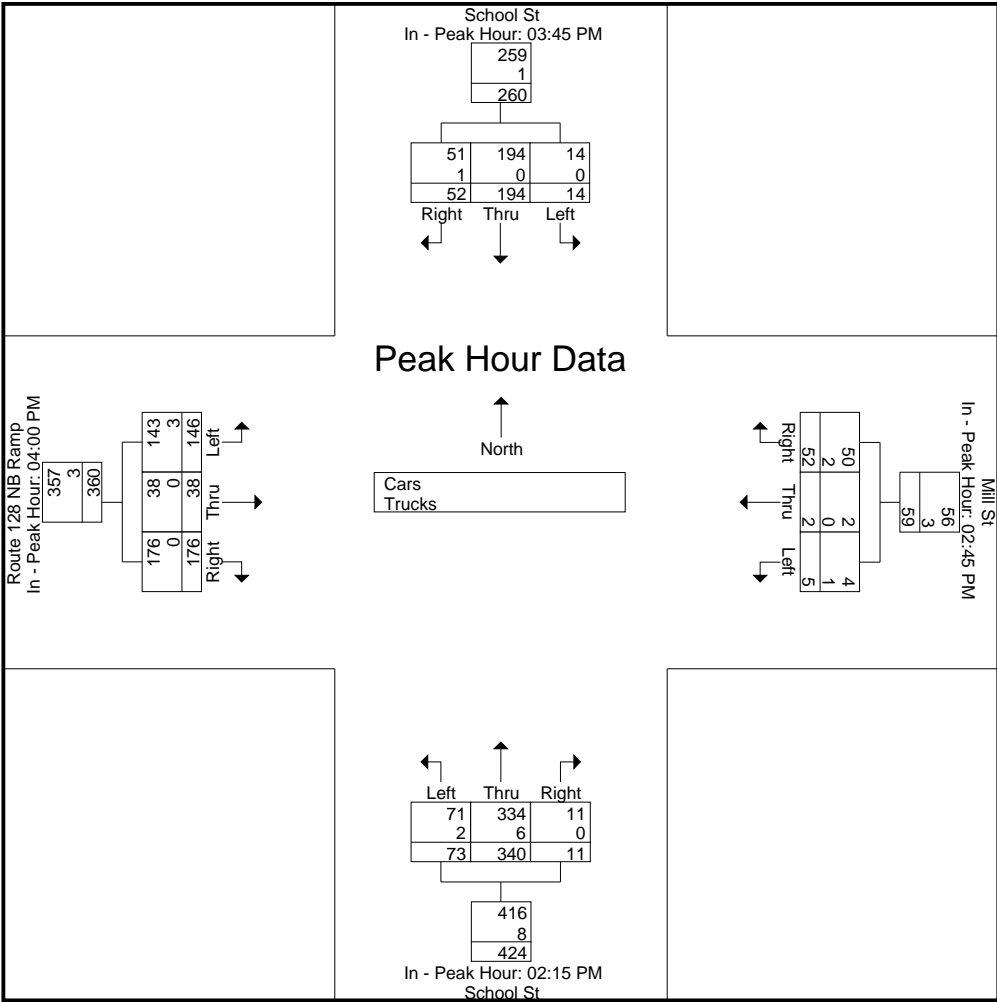 School St
In - Peak Hour: 03:45 PM
259
1
260
51 194 14
1 0 0
52 194 14
Right Thru Left
Peak Hour Data
North
Cars
Trucks
Route 128 NB Ramp
In - Peak Hour: 04:00 PM
357
3
360
143 3 146
Left
38 0 38
Thru
176 0 176
Right
Mill St
In - Peak Hour: 02:45 PM
56
3
59
50 2 52
Right
2 0 2
Thru
4 1 5
Left
Left Thru Right
71 334 11
2 6 0
73 340 11
416
8
424
In - Peak Hour: 02:15 PM
School St